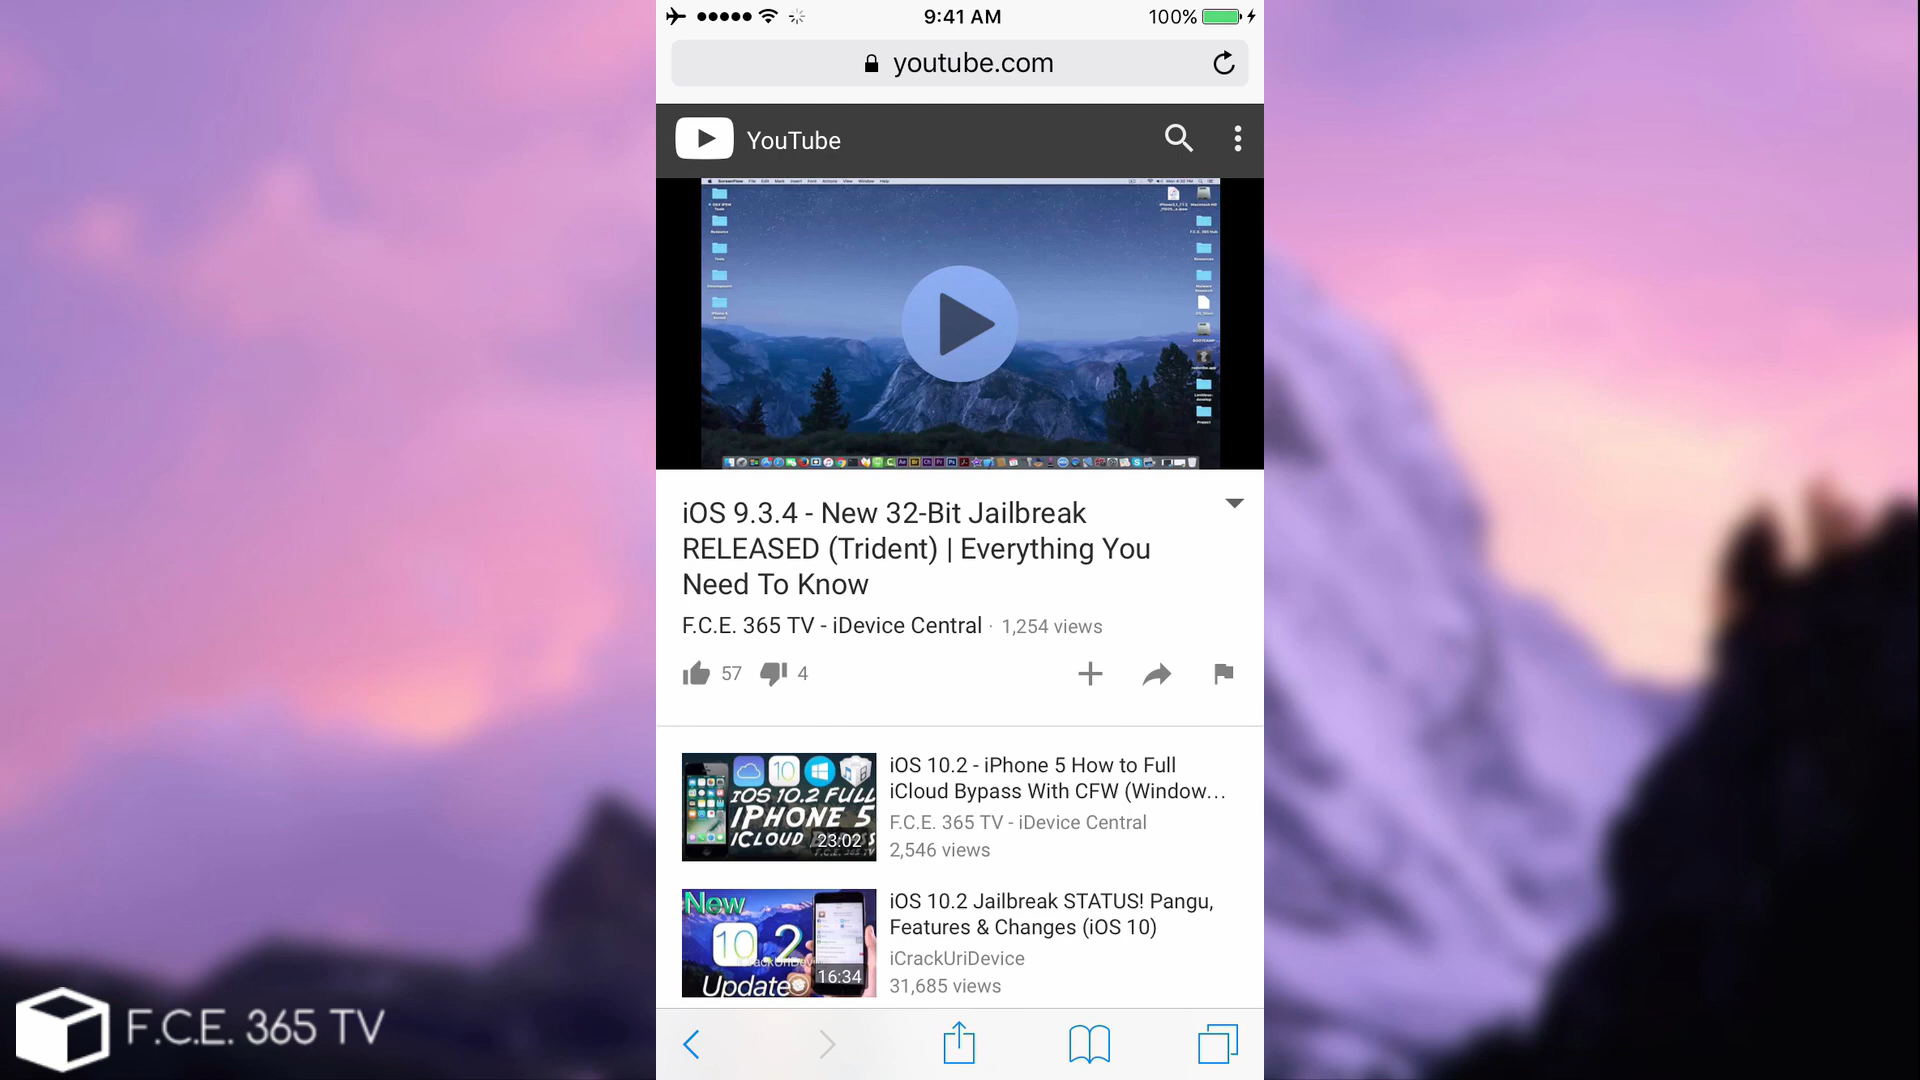 9:41 AM
100%
youtube.com
YouTube
iOS 9.3.4 - New 32-Bit Jailbreak
RELEASED (Trident) | Everything You
Need To Know
F.C.E. 365 TV - iDevice Central · 1,254 views
57
4
iOS 10.2 FULL
iPHONE 5
iCLOUD
23:02
F.C.E. 365 TV
iOS 10.2 - iPhone 5 How to Full
iCloud Bypass With CFW (Window...
F.C.E. 365 TV - iDevice Central
2,546 views
New
10.2
Update
16:34
iOS 10.2 Jailbreak STATUS! Pangu,
Features & Changes (iOS 10)
iCrackUriDevice
31,685 views
F.C.E. 365 TV